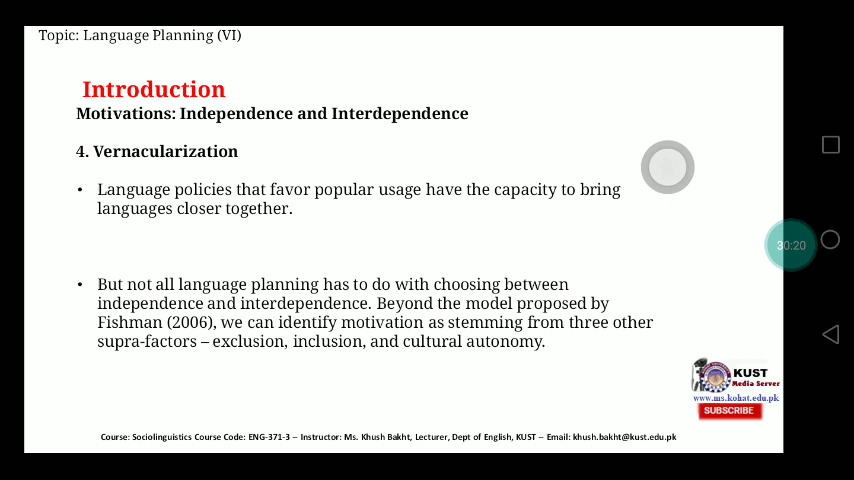 Topic: Language Planning (VI)
Introduction
Motivations: Independence and Interdependence
4. Vernacularization
• Language policies that favor popular usage have the capacity to bring
languages closer together.
30:20
• But not all language planning has to do with choosing between
independence and interdependence. Beyond the model proposed by
Fishman (2006), we can identify motivation as stemming from three other
supra-factors – exclusion, inclusion, and cultural autonomy.
KUST
Media Server
www.ms.kohat.edu.pk
SUBSCRIBE
Course: Sociolinguistics Course Code: ENG-371-3 – Instructor: Ms. Khush Bakht, Lecturer, Dept of English, KUST – Email: khush.bakht@kust.edu.pk